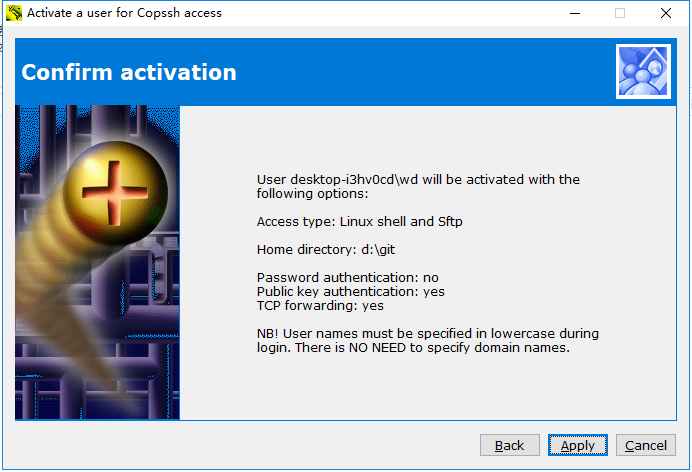 Activate a user for Copssh access
Confirm activation
User desktop-i3hv0cd\wd will be activated with the
following options:
Access type: Linux shell and Sftp
Home directory: d:\git
Password authentication: no
Public key authentication: yes
TCP forwarding: yes
NB! User names must be specified in lowercase during
login. There is NO NEED to specify domain names.
Back Apply Cancel